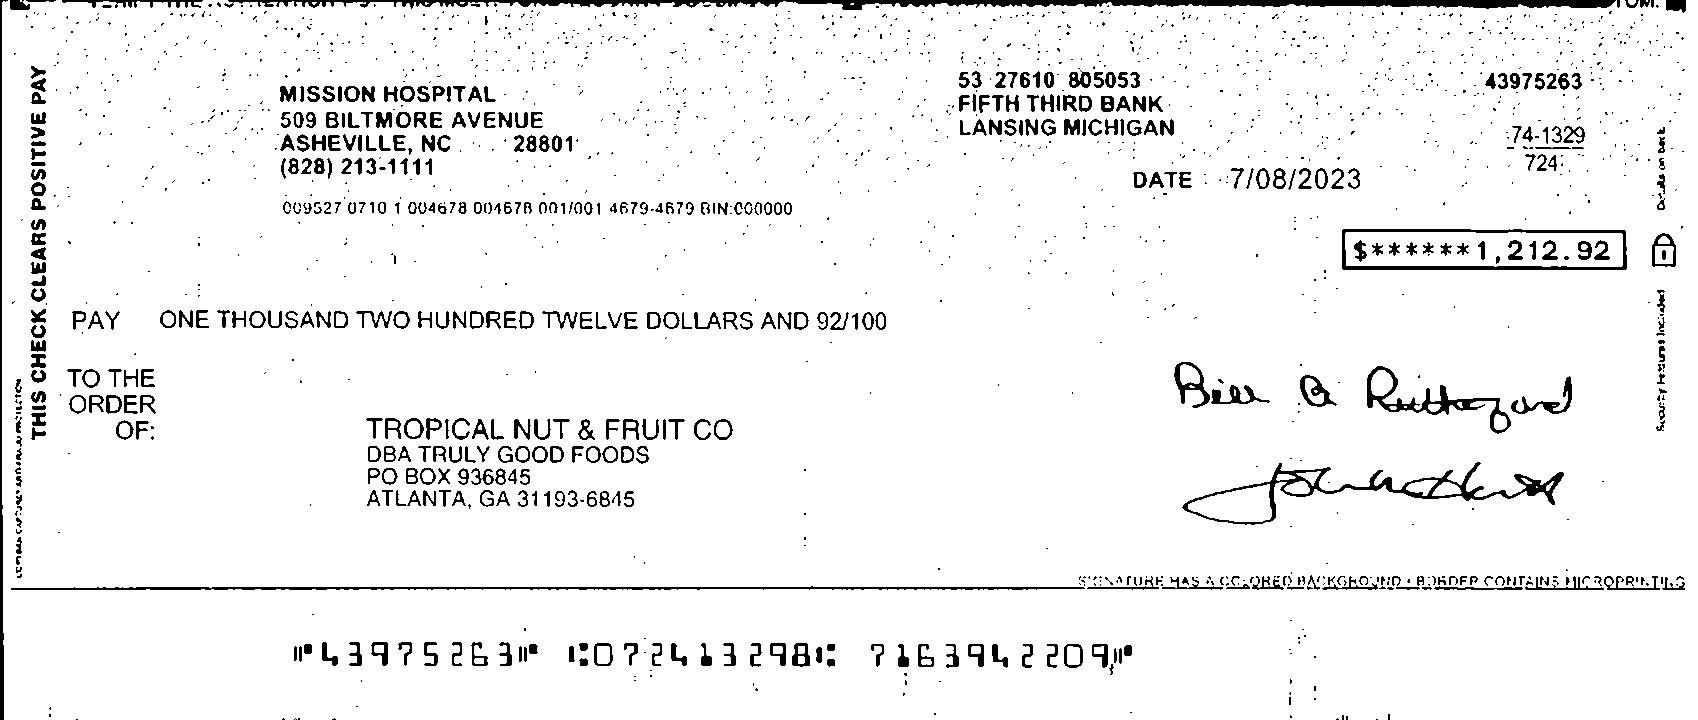 THIS CHECK CLEARS POSITIVE PAY
MISSION HOSPITAL
509 BILTMORE AVENUE
ASHEVILLE, NC 28801
(828) 213-1111
009527 0710 1 004678 004678 001/001 4679-4679 BIN:000000
53 27610 805053
FIFTH THIRD BANK
LANSING MICHIGAN
43975263
74-1329
724
DATE 7/08/2023
$******1,212.92
Details on back
Security Features Included
PAY ONE THOUSAND TWO HUNDRED TWELVE DOLLARS AND 92/100
TO THE
ORDER
OF:
TROPICAL NUT & FRUIT CO
DBA TRULY GOOD FOODS
PO BOX 936845
ATLANTA, GA 31193-6845
Bill B
SIGNATURE HAS A COLORED BACKGROUND • BORDER CONTAINS MICROPRINTING
⑈43975263⑈ ⑆072413298⑆ 7163942209⑈